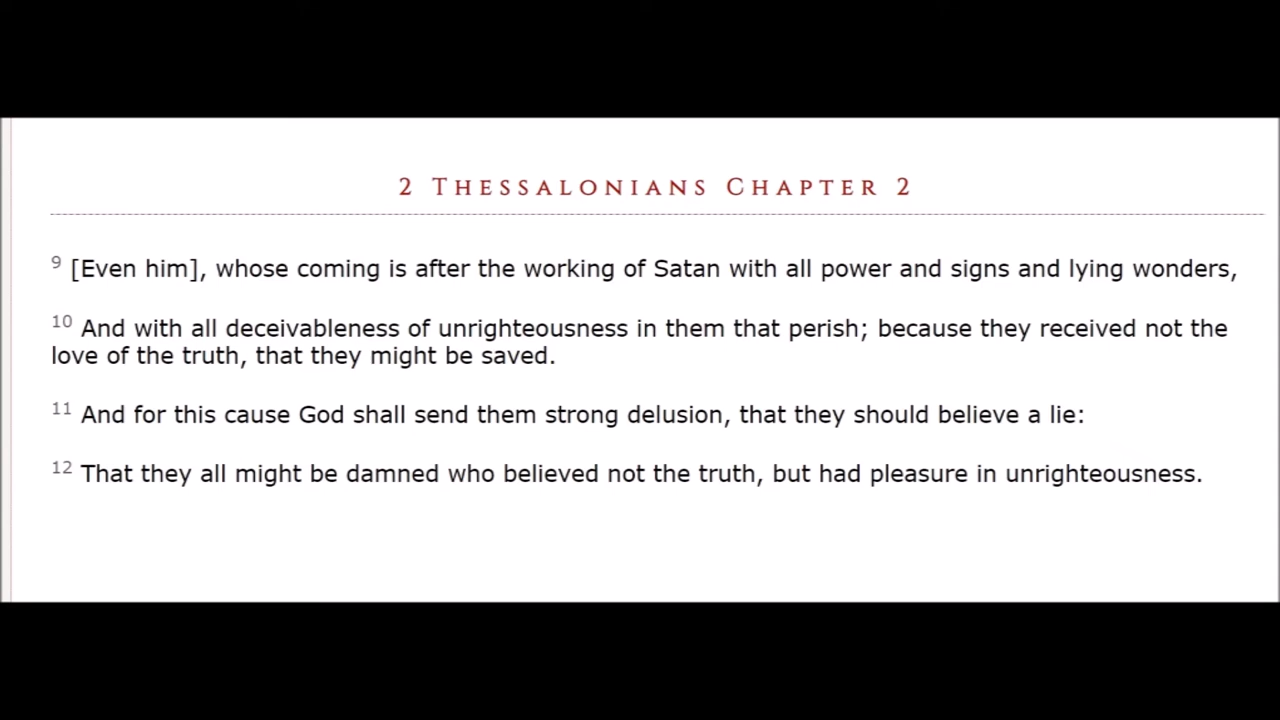 2 Thessalonians Chapter 2
9 [Even him], whose coming is after the working of Satan with all power and signs and lying wonders,
10 And with all deceivableness of unrighteousness in them that perish; because they received not the
love of the truth, that they might be saved.
11 And for this cause God shall send them strong delusion, that they should believe a lie:
12 That they all might be damned who believed not the truth, but had pleasure in unrighteousness.